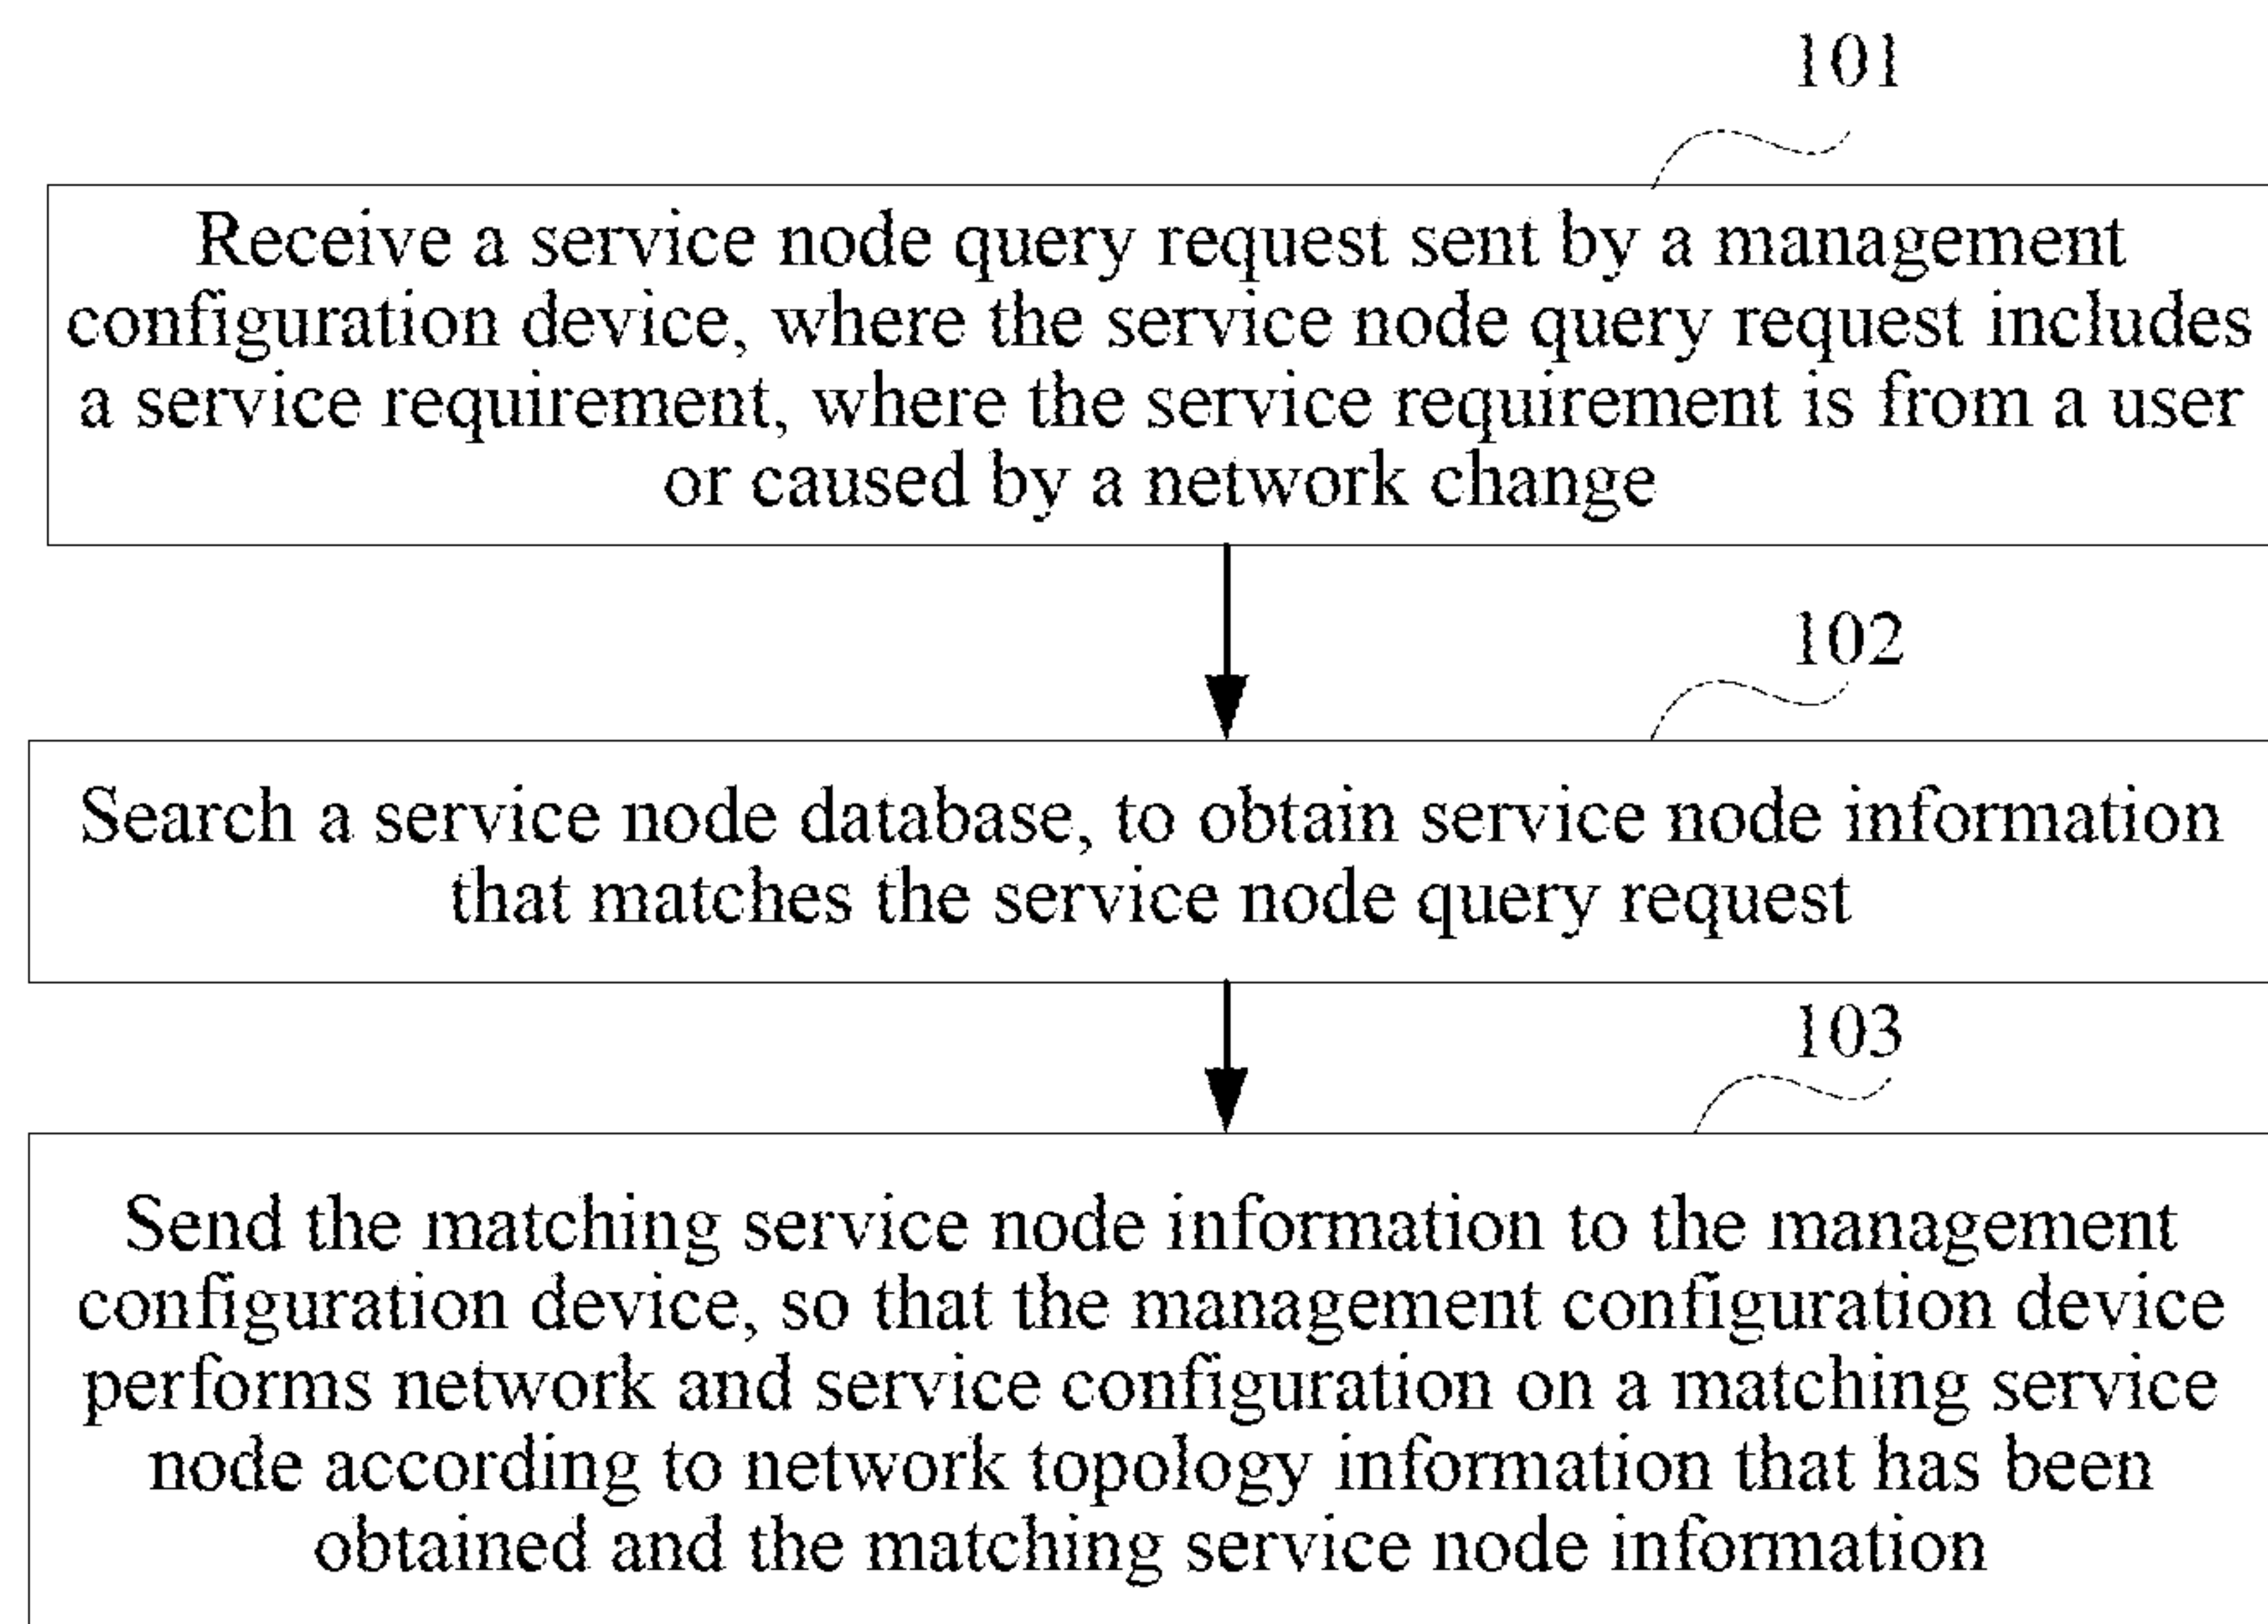 101
Receive a service node query request sent by a management
configuration device, where the service node query request includes
a service requirement, where the service requirement is from a user
or caused by a network change
102
Search a service node database, to obtain service node information
that matches the service node query request
103
Send the matching service node information to the management
configuration device, so that the management configuration device
performs network and service configuration on a matching service
node according to network topology information that has been
obtained and the matching service node information